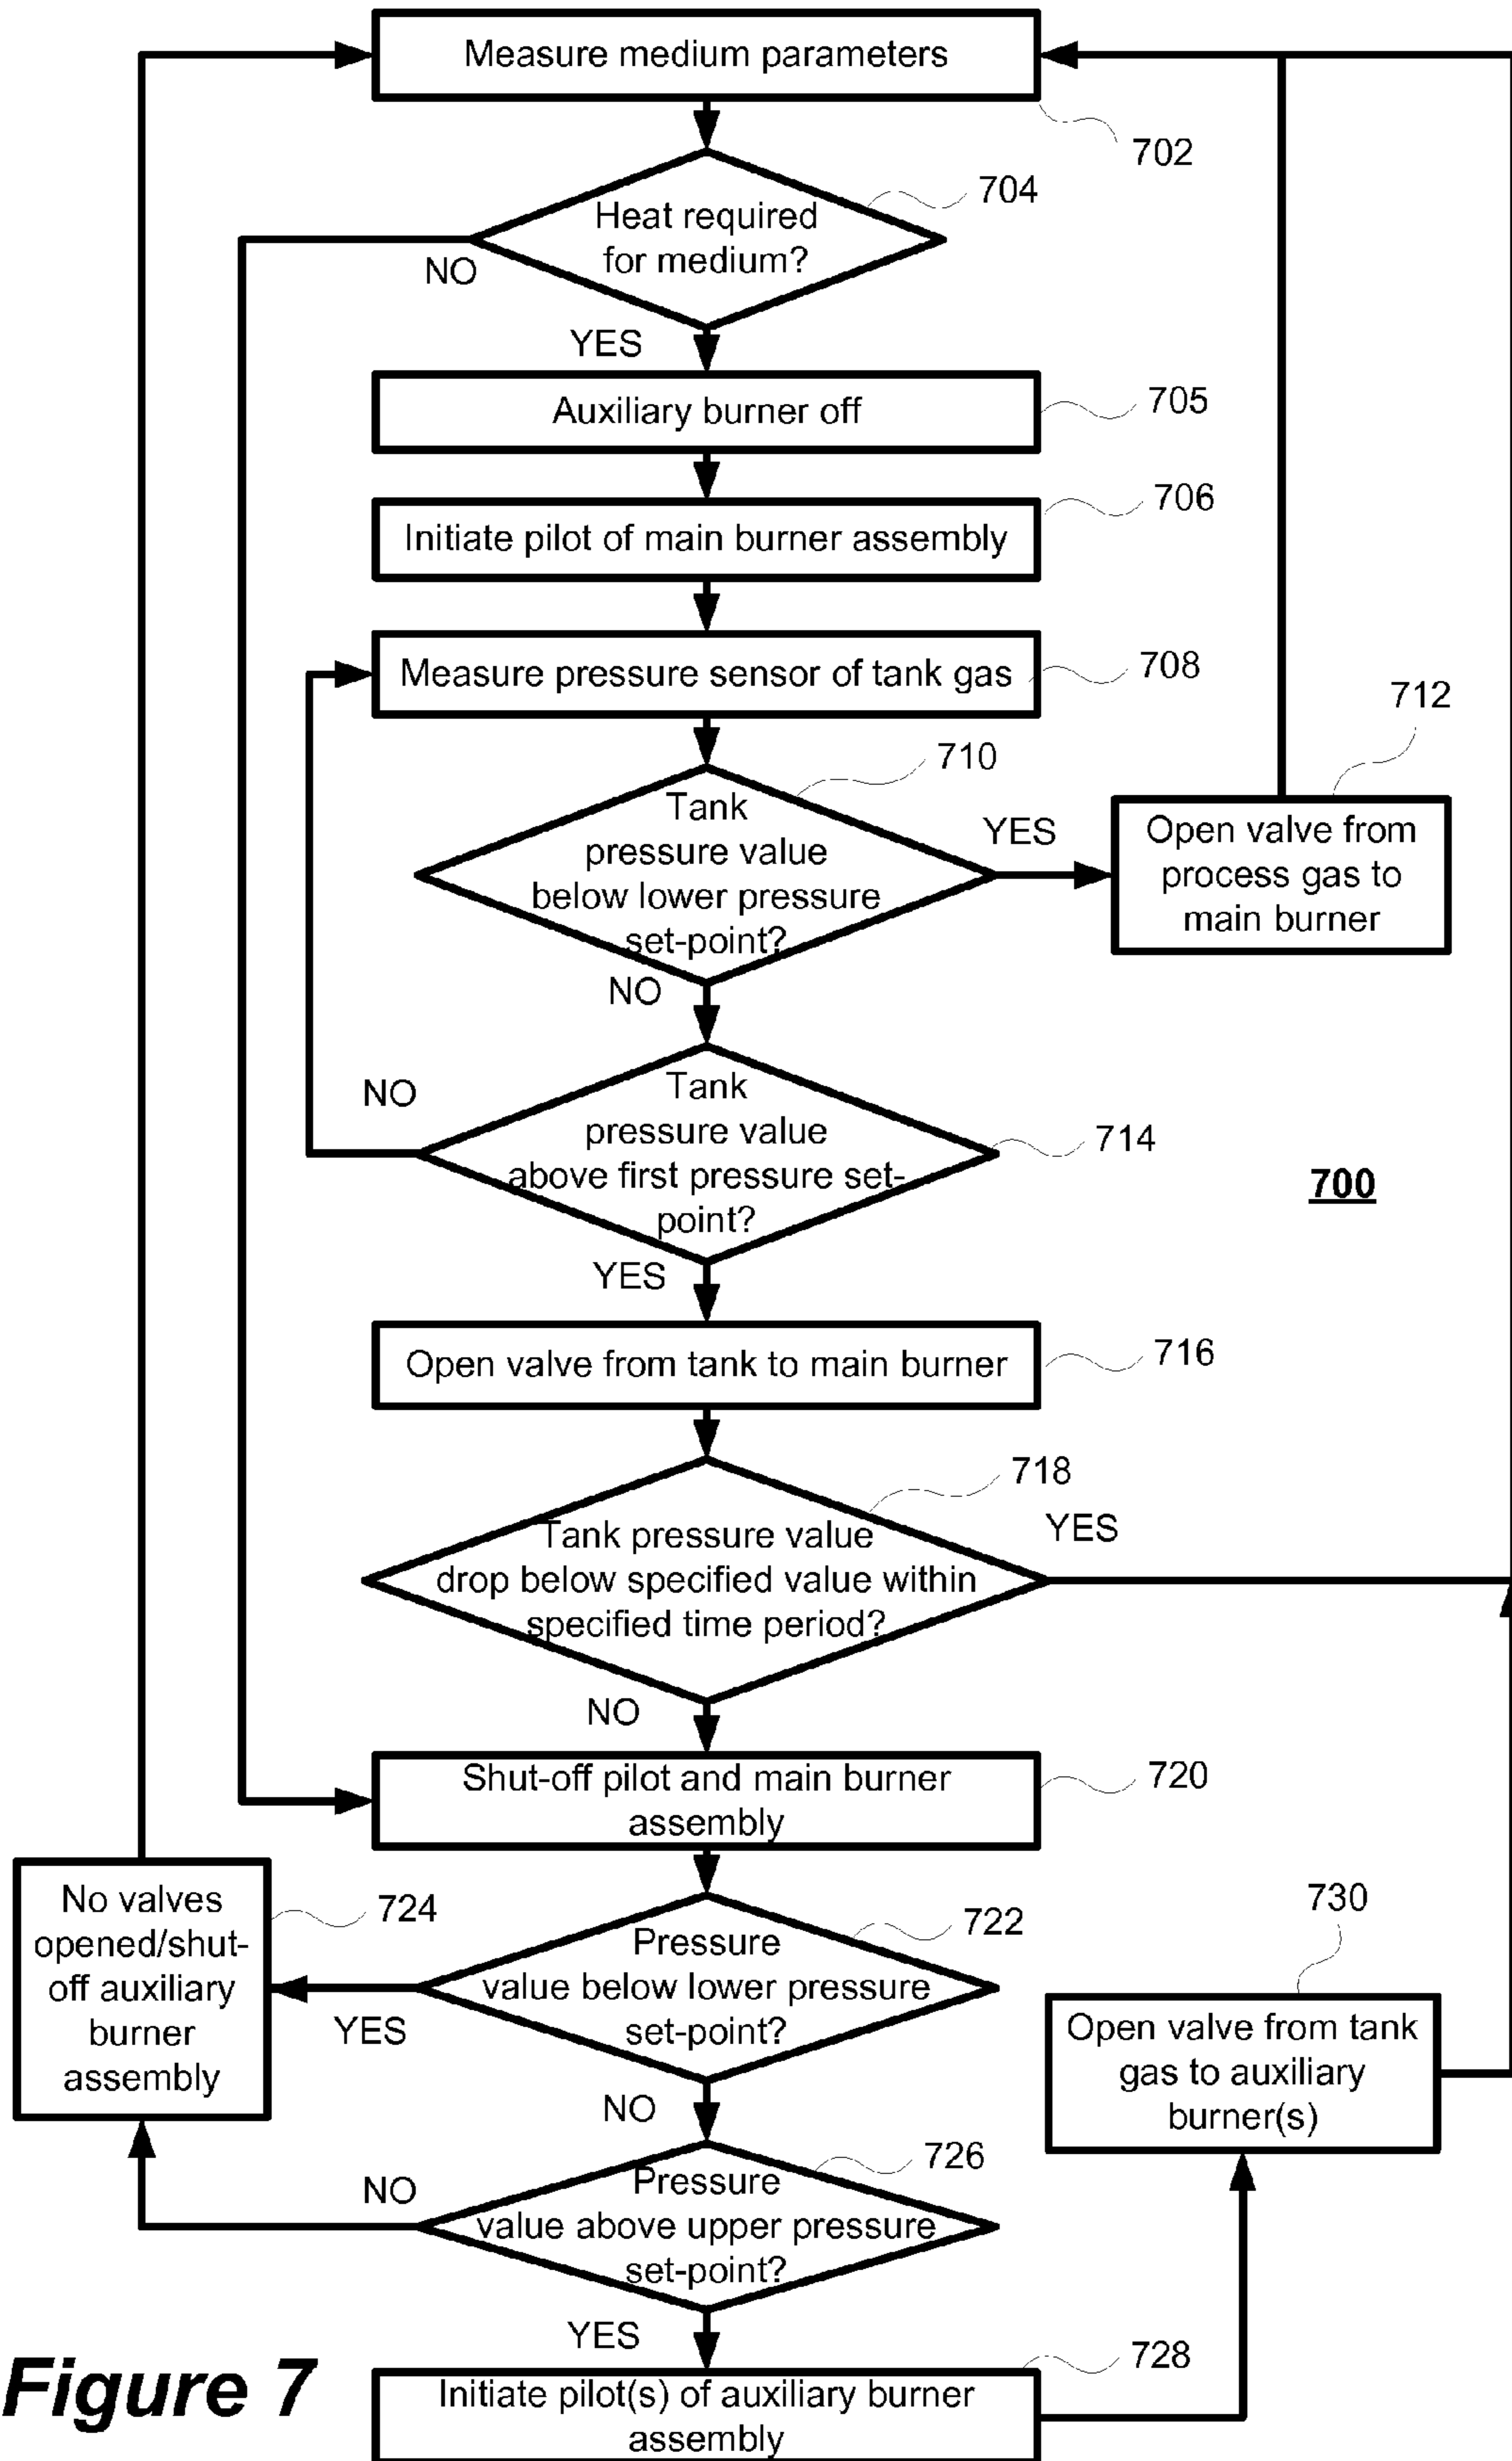 Measure medium parameters
702
704
Heat required
for medium?
NO
YES
Auxiliary burner off
705
706
Initiate pilot of main burner assembly
Measure pressure sensor of tank gas
708
712
710
Tank
pressure value
below lower pressure
set-point?
YES
Open valve from
process gas to
main burner
NO
NO
Tank
pressure value
above first pressure set-
point?
714
700
YES
Open valve from tank to main burner
716
718
Tank pressure value
drop below specified value within
specified time period?
YES
NO
Shut-off pilot and main burner
assembly
720
No valves
opened/shut-
off auxiliary
burner
assembly
724
722
Pressure
value below lower pressure
set-point?
YES
730
Open valve from tank
gas to auxiliary
burner(s)
NO
726
NO
Pressure
value above upper pressure
set-point?
YES
728
Initiate pilot(s) of auxiliary burner
assembly
Figure 7